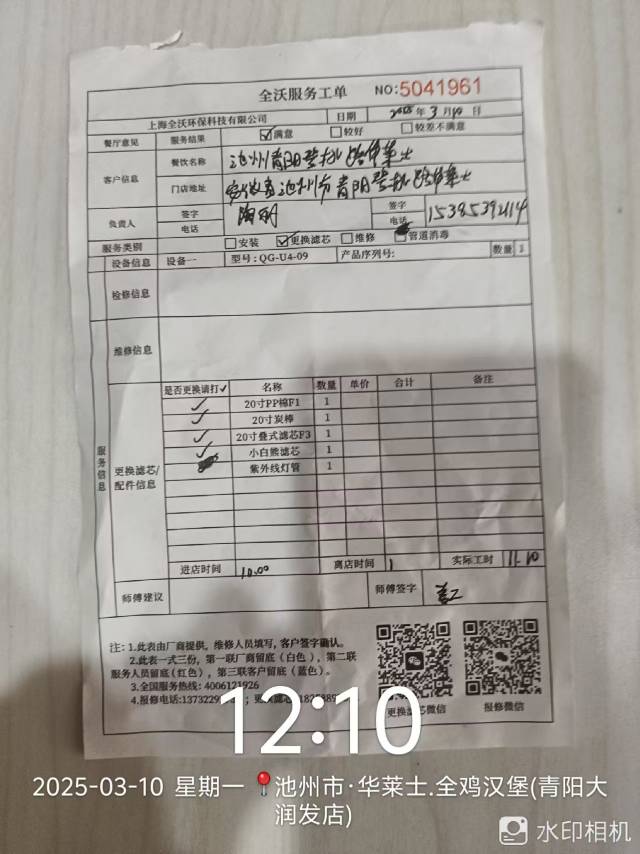 全沃服务工单 NO:5041961
上海全沃环保科技有限公司 日期 2025年3月10日
餐厅意见 服务结果 ☑满意 □较好 □较差不满意
客户信息 餐饮名称 池州青阳 华莱士
门店地址 安徽省池州市青阳 华莱士
负责人 签字 签字
电话 电话 15395392114
服务类别 □安装 ☑更换滤芯 □维修 管道消毒
设备信息 设备一 型号:QG-U4-09 产品序列号: 数量 1
检修信息
维修信息
服务信息
更换滤芯/配件信息
是否更换请打✓ 名称 数量 单价 合计 备注
✓ 20寸PP棉F1 1
✓ 20寸炭棒 1
✓ 20寸叠式滤芯F3 1
✓ 小白熊滤芯 1
紫外线灯管 1
进店时间 10.00 离店时间 实际工时 11.10
师傅建议 师傅签字
注:1.此表由厂商提供,维修人员填写,客户签字确认。
2.此表一式三份,第一联厂商留底(白色),第二联
服务人员留底(红色),第三联客户留底(蓝色)。
3.全国服务热线:4006121926
4.报修电话:1373229
更换滤芯微信 报修微信
12:10
2025-03-10 星期一 池州市·华莱士.全鸡汉堡(青阳大
润发店)
水印相机